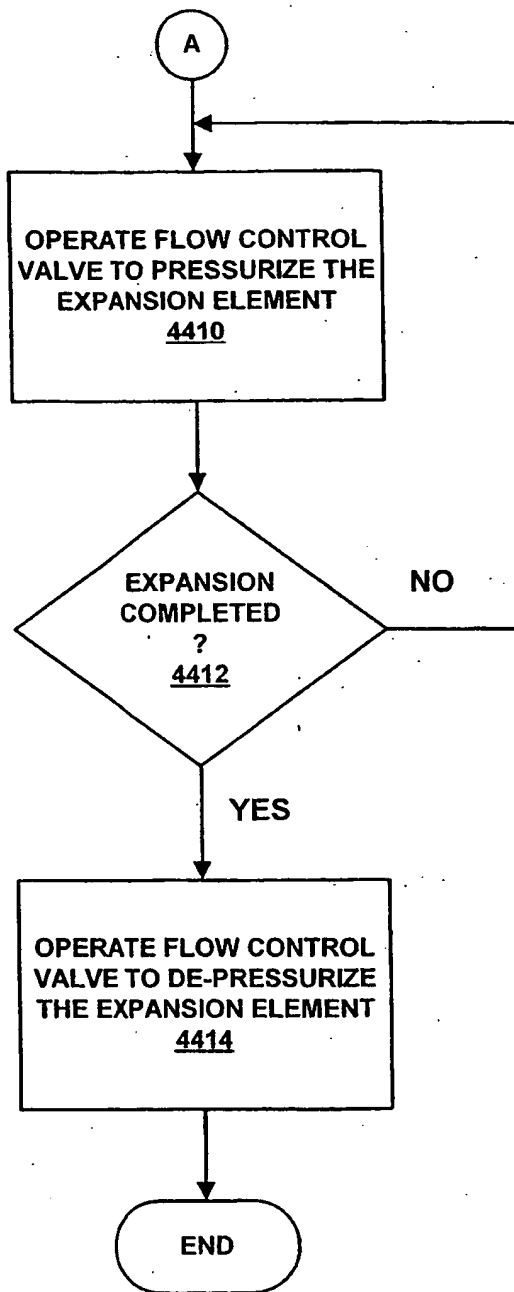 A
OPERATE FLOW CONTROL
VALVE TO PRESSURIZE THE
EXPANSION ELEMENT
4410
EXPANSION
COMPLETED
?
4412
NO
YES
OPERATE FLOW CONTROL
VALVE TO DE-PRESSURIZE
THE EXPANSION ELEMENT
4414
END